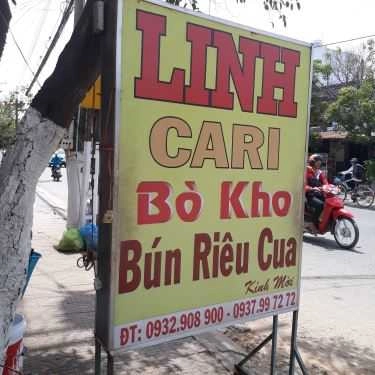 LINH
CARI
Bò Kho
Bún Riêu Cua
Kính Mời
ĐT: 0932.908 900 - 0937.99 72 72